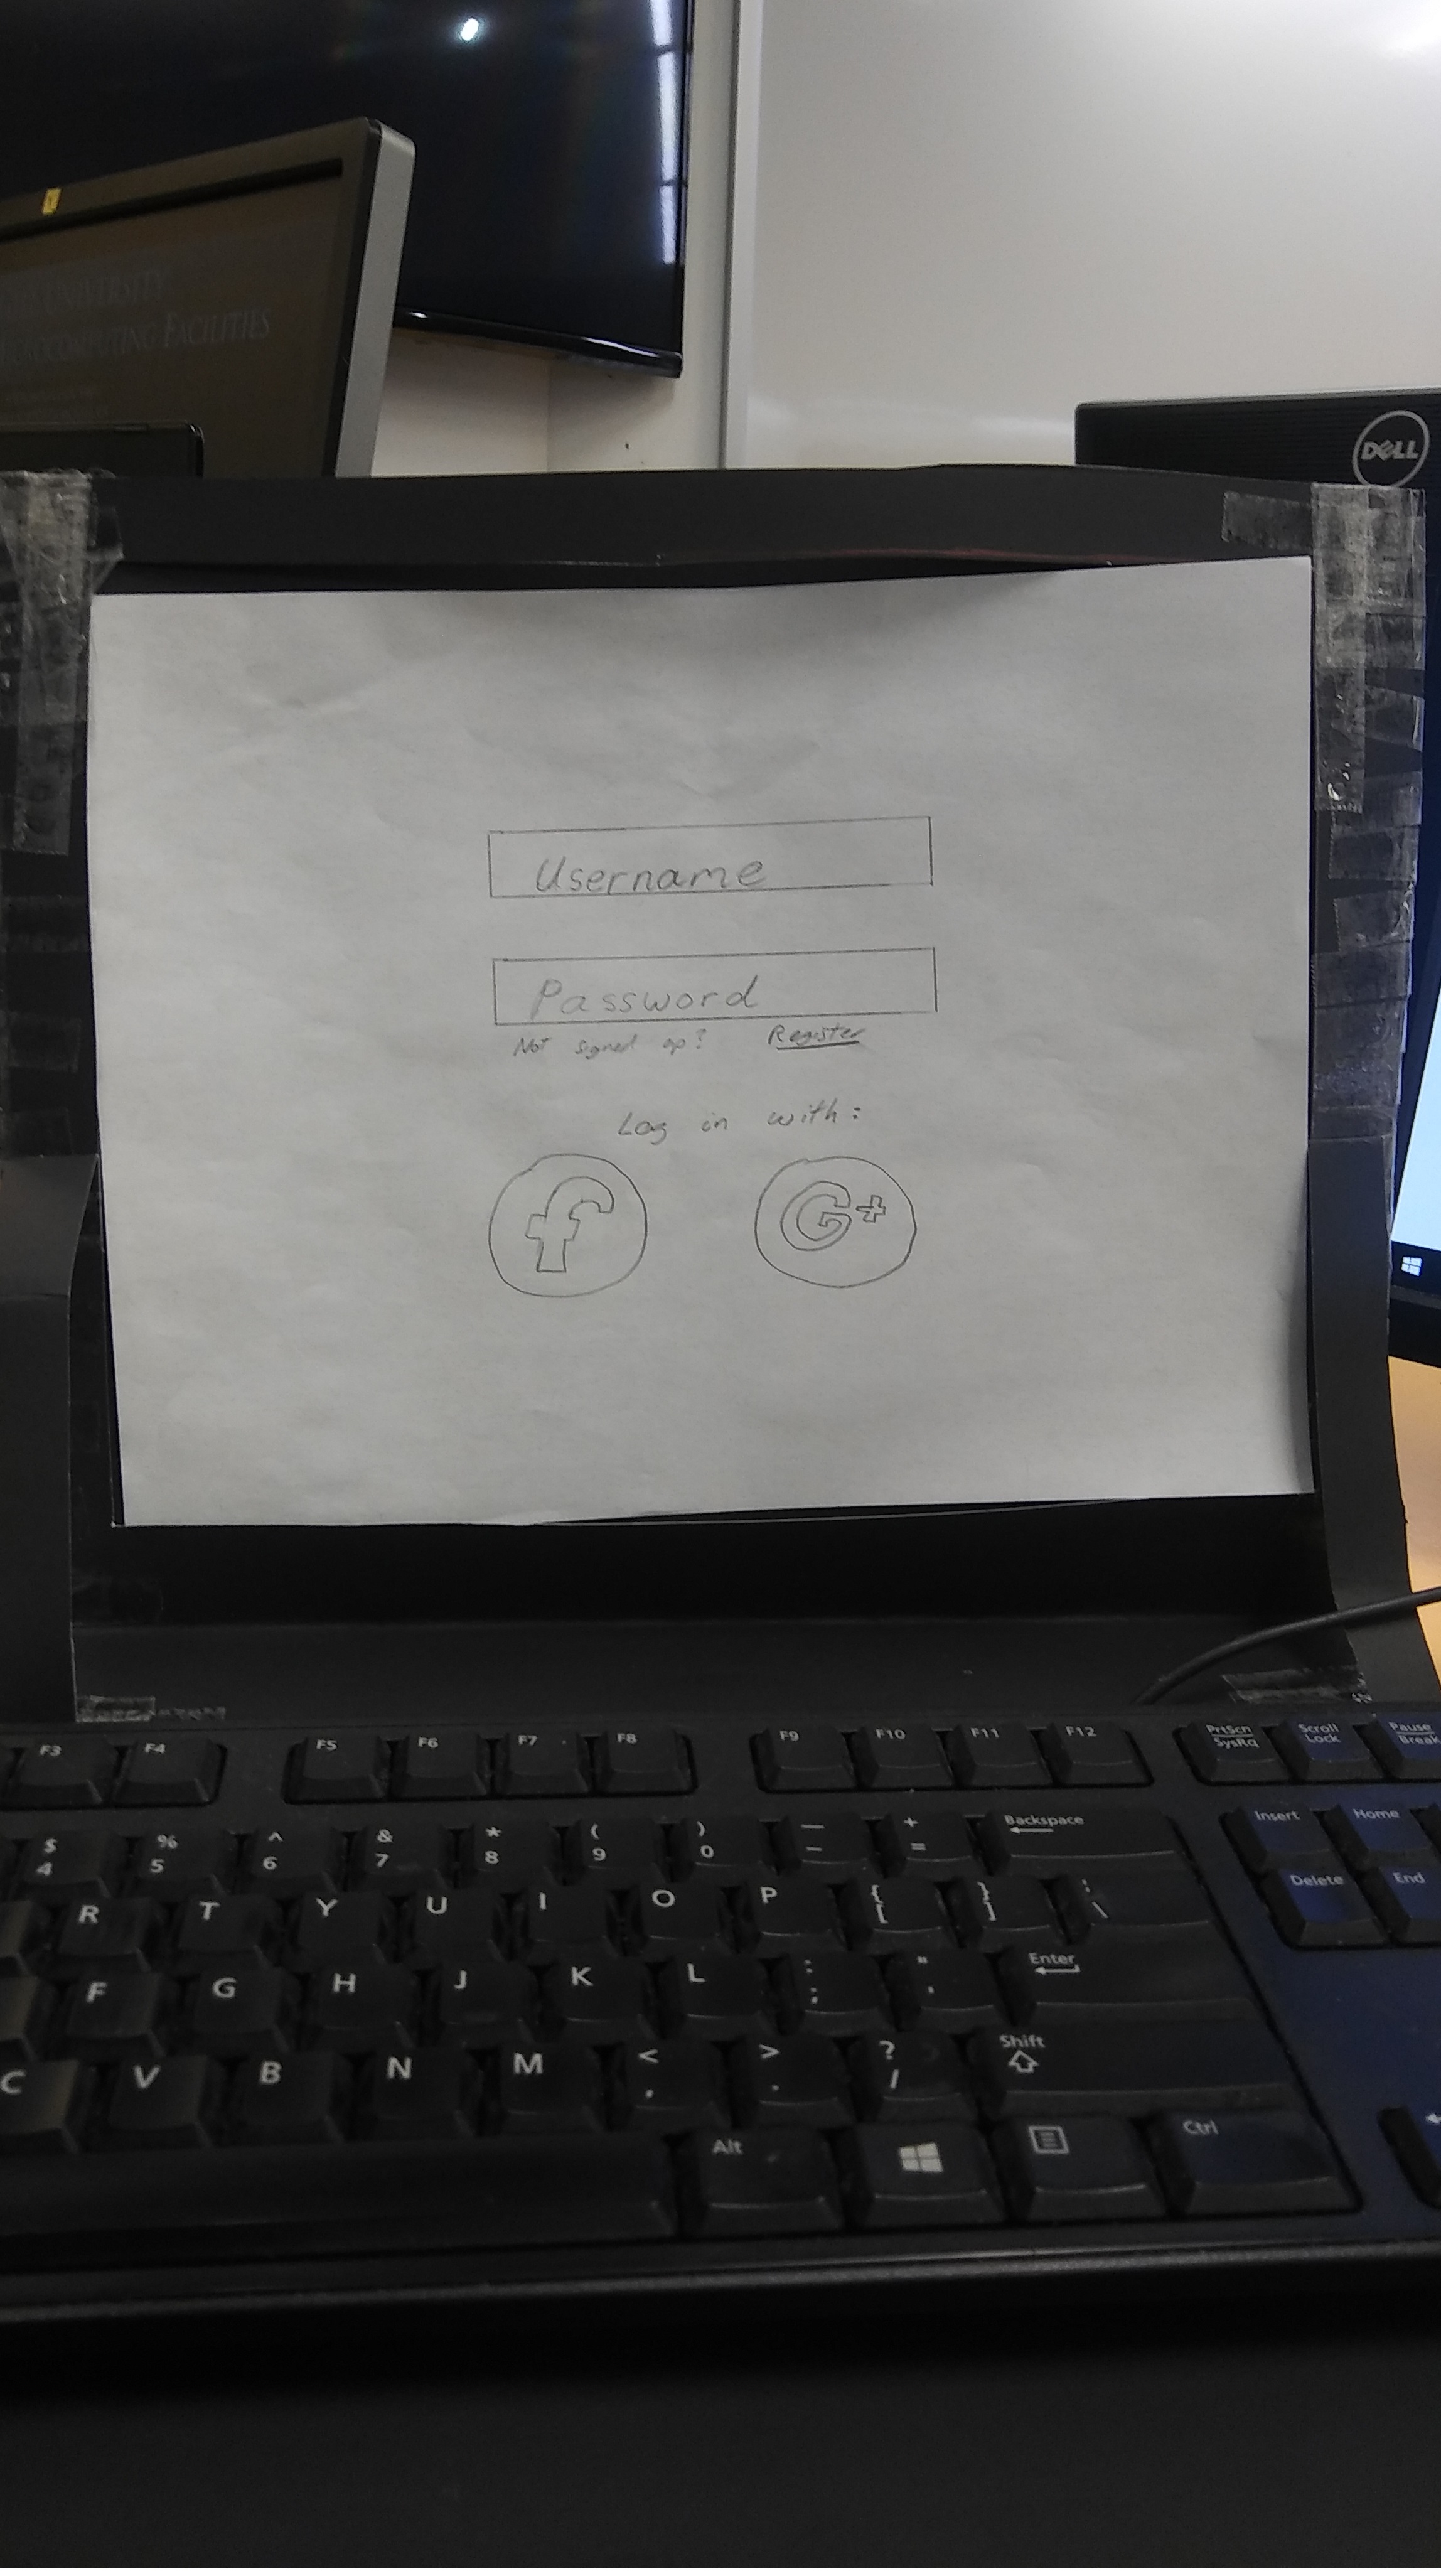 UNIVERSITY
MICROCOMPUTING FACILITIES
DELL
Username
Password
Not signed up? Register
Log in with:
f G+
F3 F4 F5 F6 F7 F8 F9 F10 F11 F12 PrtScn SysRq Scroll Lock Pause Break
$ 4 % 5 ^ 6 & 7 * 8 ( 9 ) 0 — - + = Backspace Insert Home
R T Y U I O P { [ } ] \ Delete End
F G H J K L : ; " ' Enter
C V B N M < , > . ? / Shift
Alt Ctrl